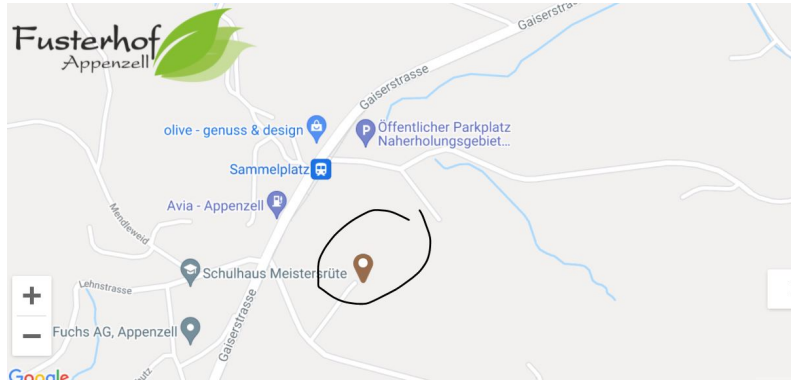 Fusterhof
Appenzell
Gaiserstrasse
Gaiserstrasse
olive - genuss & design
P
Öffentlicher Parkplatz
Naherholungsgebiet...
Sammelplatz
Avia - Appenzell
Mendleweid
Schulhaus Meistersrüte
Lehnstrasse
+
−
Fuchs AG, Appenzell
Gaiserstrasse
Google